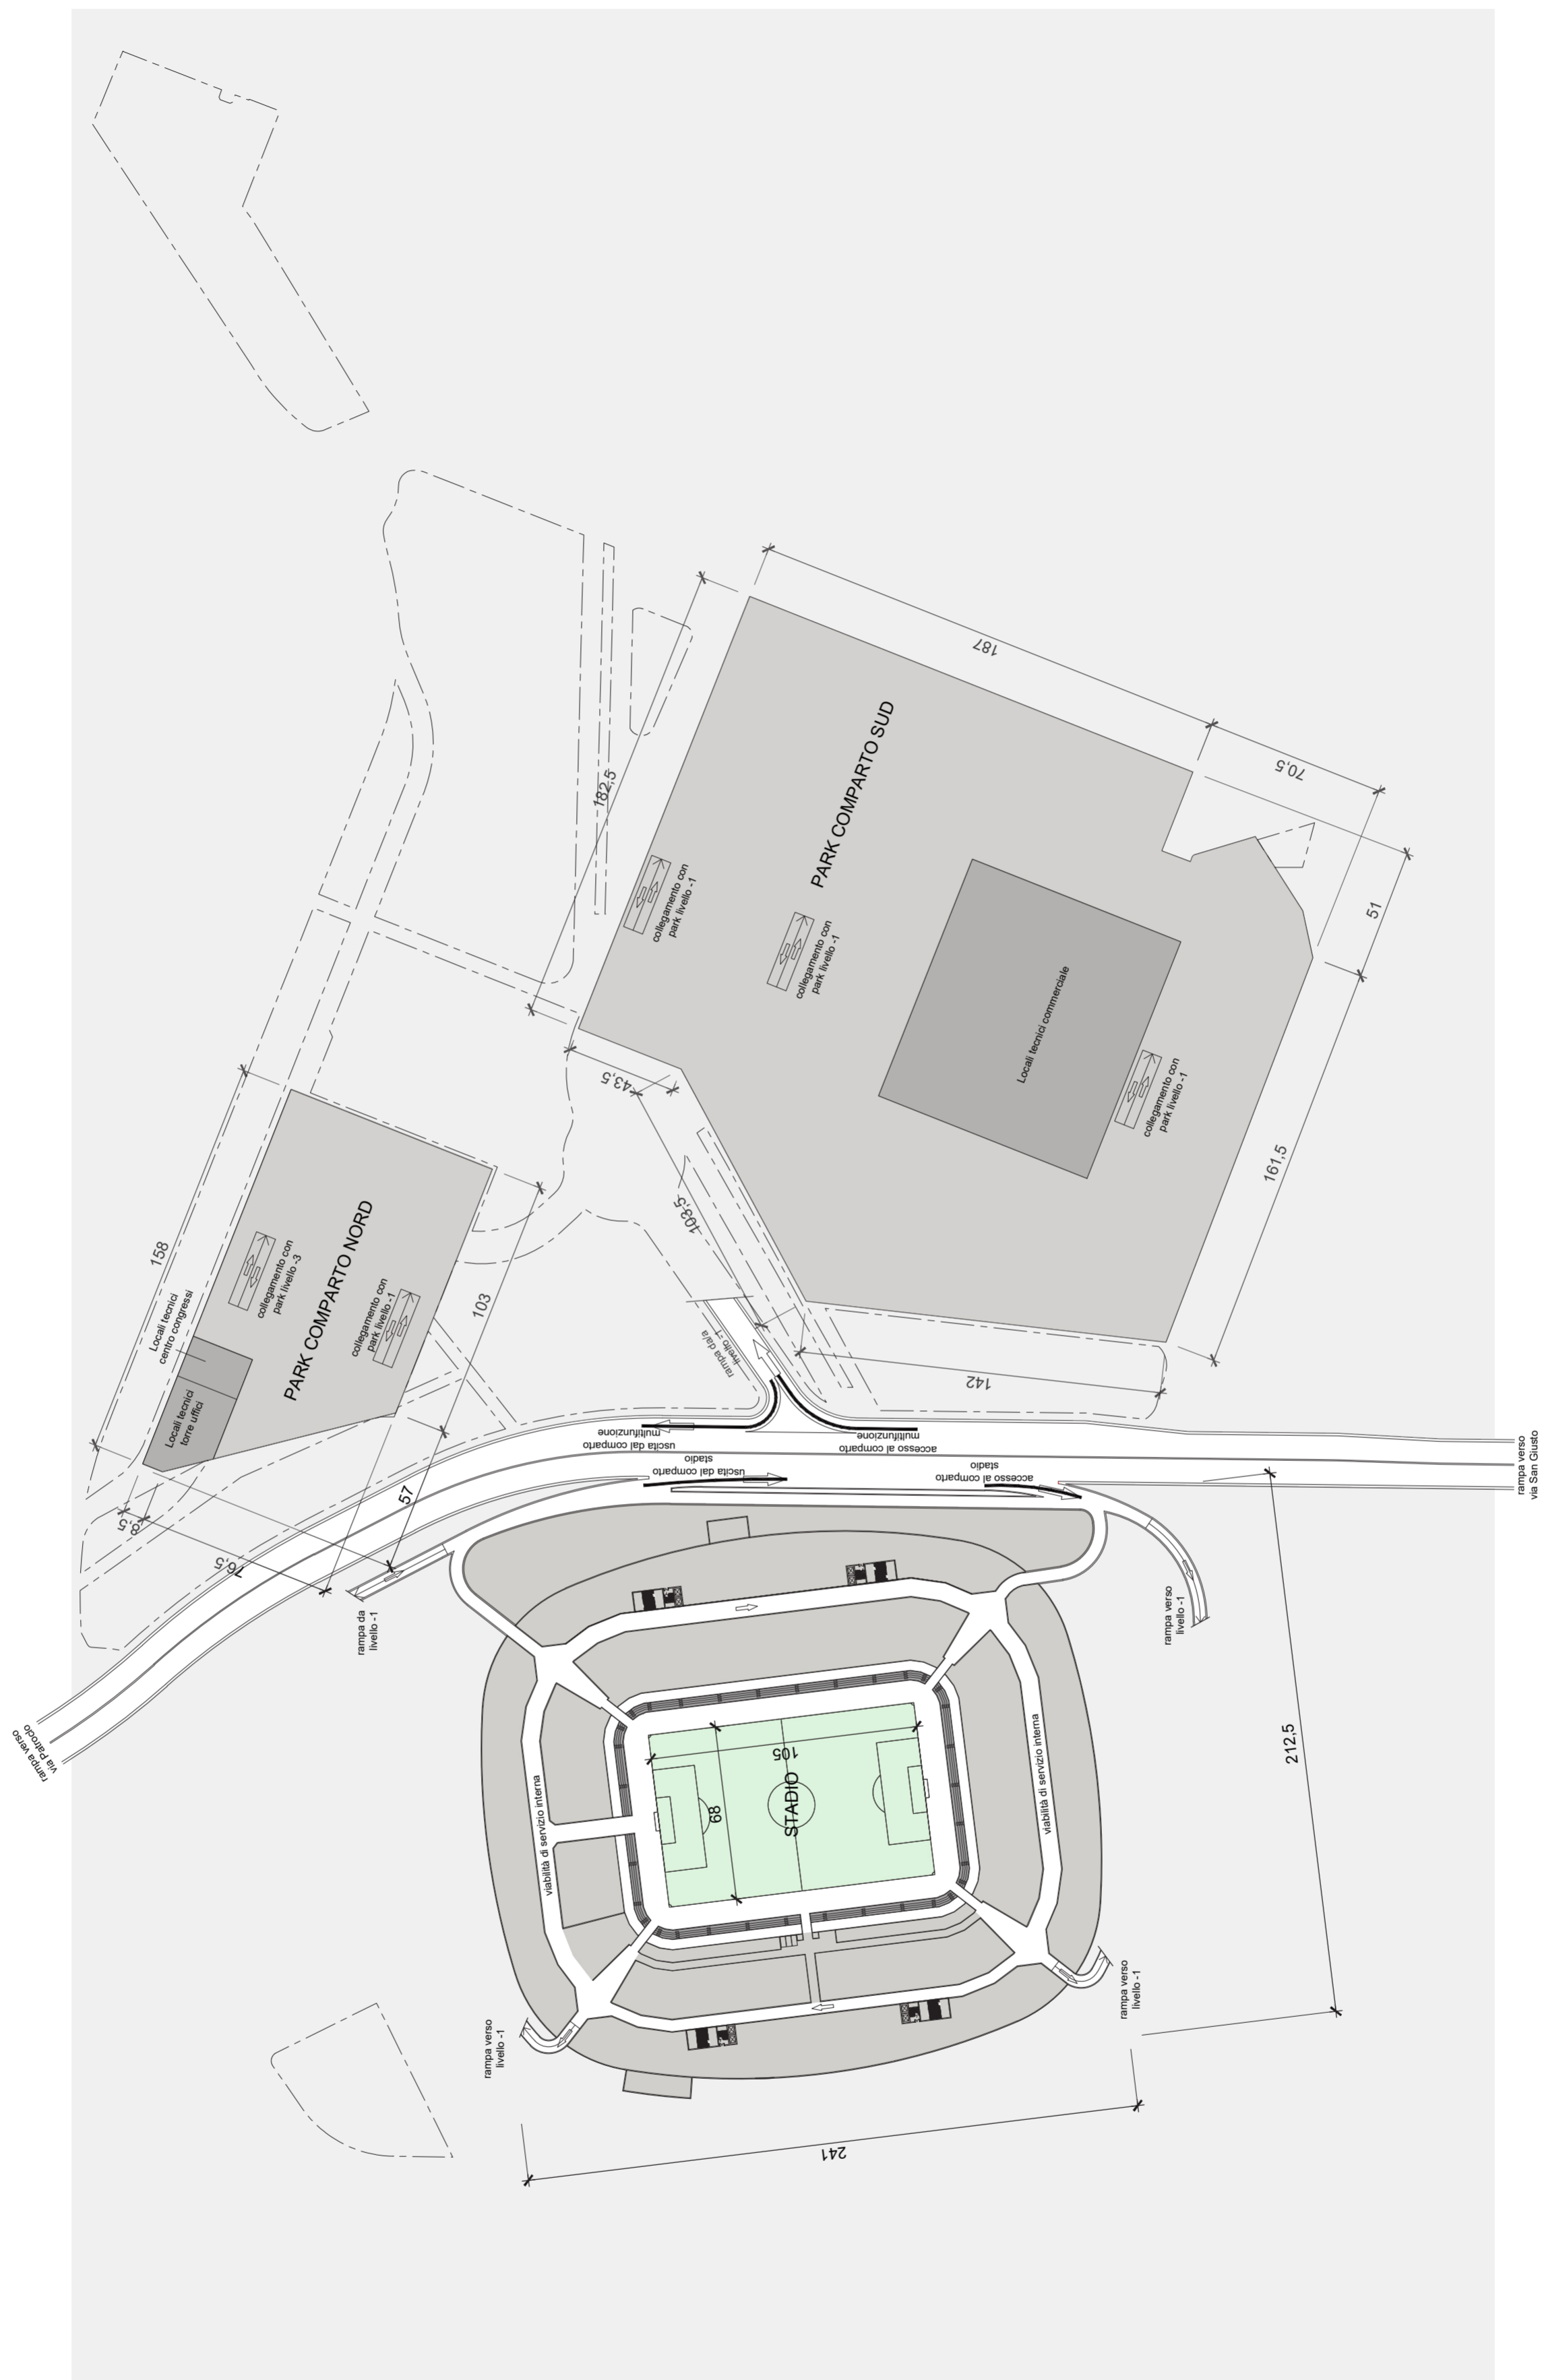 187
70,5
PARK COMPARTO SUD
182,5
collegamento con
park livello -1
collegamento con
park livello -1
51
Locali tecnici commerciale
collegamento con
park livello -1
43,5
161,5
103,5
158
collegamento con
park livello -3
PARK COMPARTO NORD
Locali tecnici
centro congressi
collegamento con
park livello -1
103
Locali tecnici
torre uffici
rampa da/a
livello -1
142
57
8,5
76,5
uscita dal comparto
multifunzione
accesso al comparto
multifunzione
uscita dal comparto
stadio
accesso al comparto
stadio
rampa verso
via San Giusto
rampa da
livello -1
rampa verso
livello -1
rampa verso
via Patroclo
viabilità di servizio interna
105
68
STADIO
viabilità di servizio interna
212,5
rampa verso
livello -1
rampa verso
livello -1
241